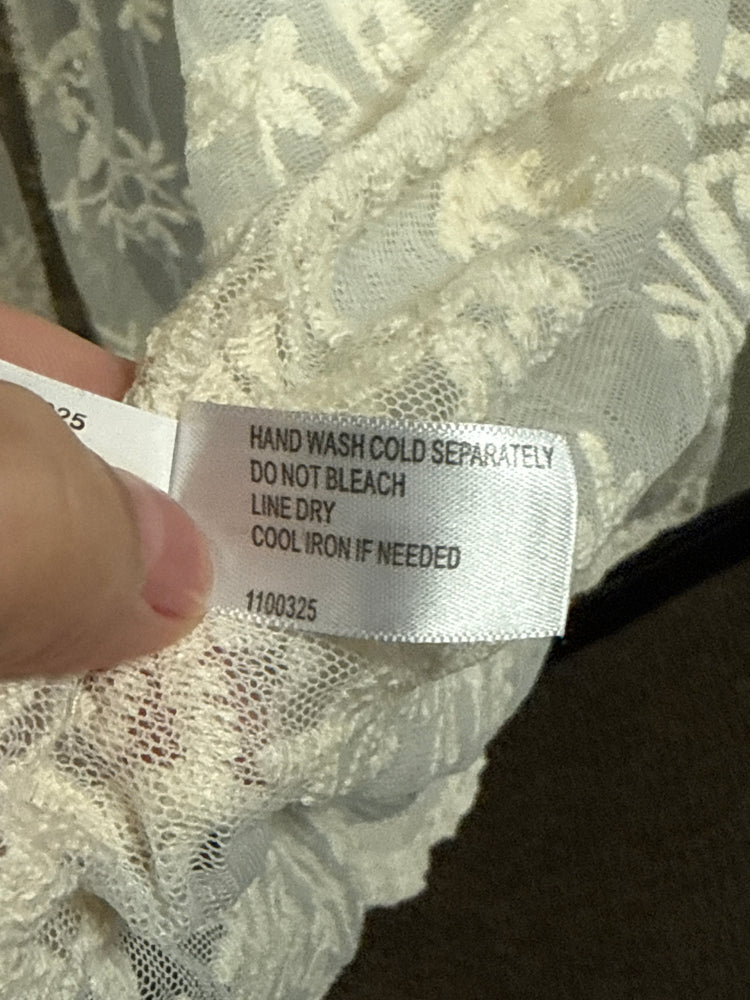 HAND WASH COLD SEPARATELY
DO NOT BLEACH
LINE DRY
COOL IRON IF NEEDED
1100325